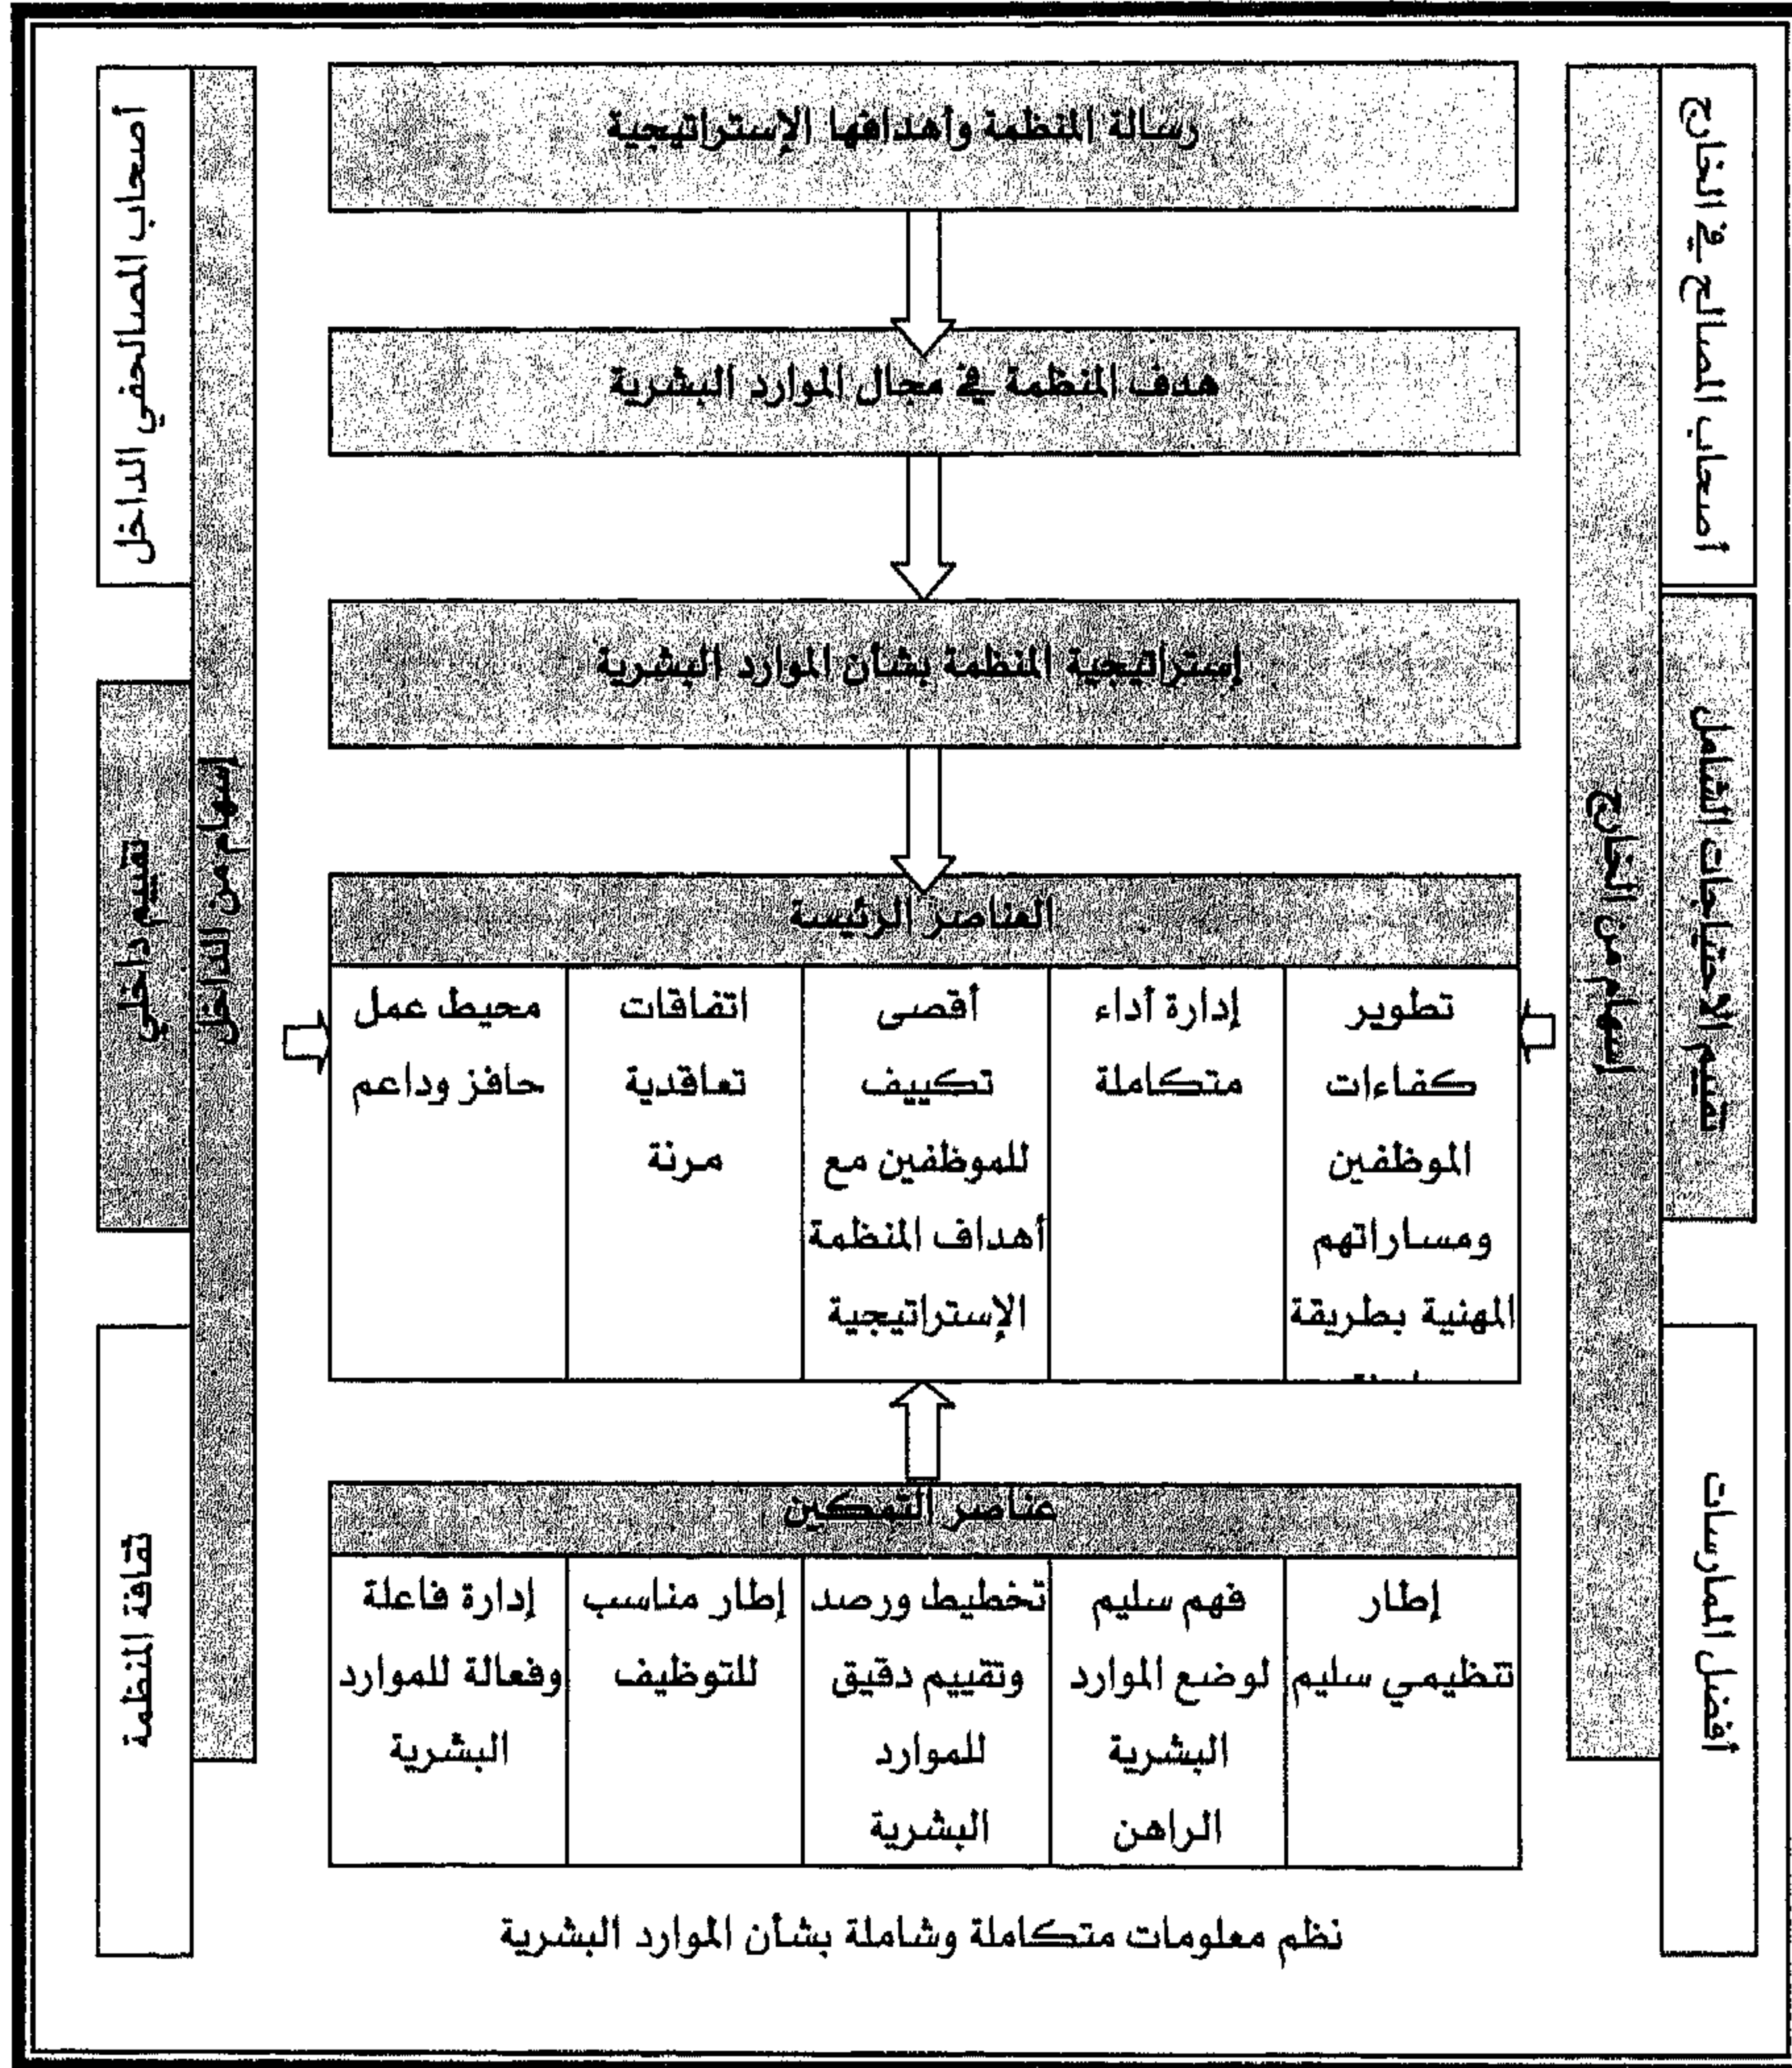 رسالة المنظمة وأهدافها الإستراتيجية
هدف المنظمة في مجال الموارد البشرية
إستراتيجية المنظمة بشأن الموارد البشرية
العناصر الرئيسة
تطوير
كفاءات
الموظفين
ومساراتهم
المهنية بطريقة
إدارة أداء
متكاملة
أقصى
تكييف
للموظفين مع
أهداف المنظمة
الإستراتيجية
اتفاقات
تعاقدية
مرنة
محيط عمل
حافز وداعم
عناصر التمكين
إطار
تنظيمي سليم
فهم سليم
لوضع الموارد
البشرية
الراهن
تخطيط ورصد
وتقييم دقيق
للموارد
البشرية
إطار مناسب
للتوظيف
إدارة فاعلة
وفعالة للموارد
البشرية
نظم معلومات متكاملة وشاملة بشأن الموارد البشرية
أصحاب المصالح في الخارج
تقييم الاحتياجات الشامل
أفضل الممارسات
إسهام من الخارج
إسهام من الداخل
أصحاب المصالحفي الداخل
تقييم داخلي
ثقافة المنظمة